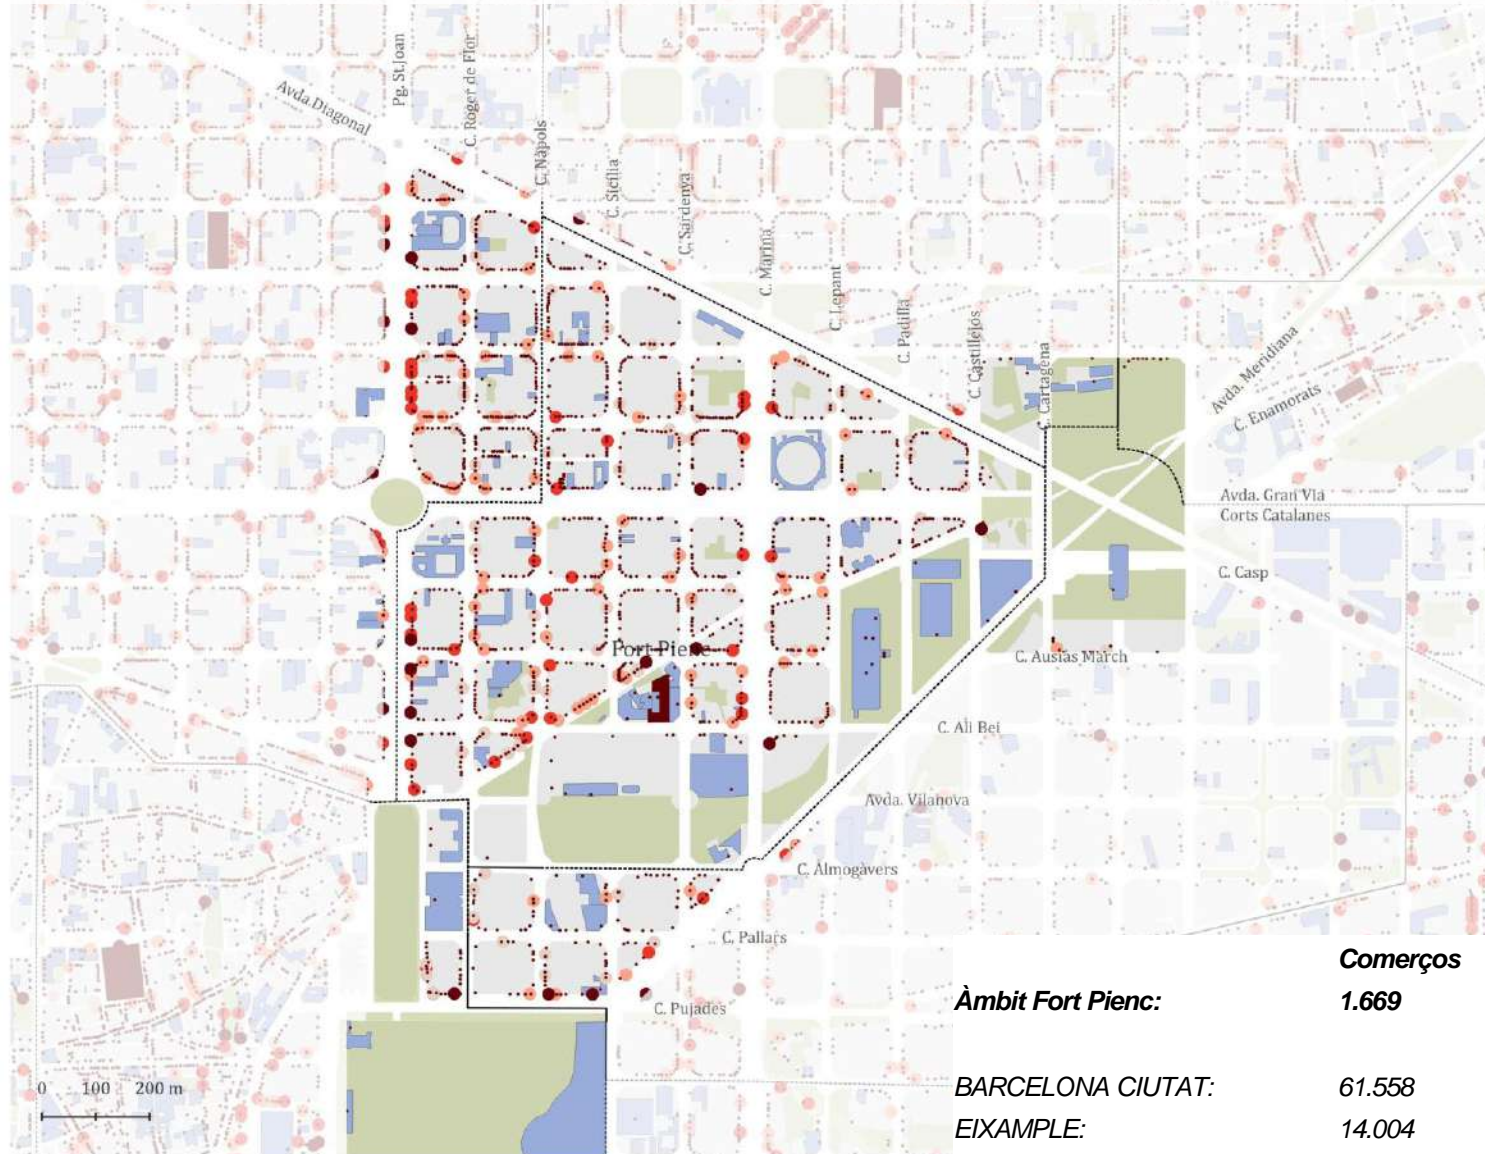 Pg. St.Joan
C. Roger de Flor
Avda.Diagonal
C. Nàpols
C. Sicília
C. Sardenya
C. Marina
C. Lepant
C. Padilla
C. Castillejos
C. Cartagena
Avda. Meridiana
C. Enamorats
Avda. Gran Via
Corts Catalanes
C. Casp
Fort Pienc
C. Ausias March
C. Ali Bei
Avda. Vilanova
C. Almogàvers
C. Pallars
C. Pujades
0 100 200 m
Comerços
Àmbit Fort Pienc: 1.669
BARCELONA CIUTAT: 61.558
EIXAMPLE: 14.004